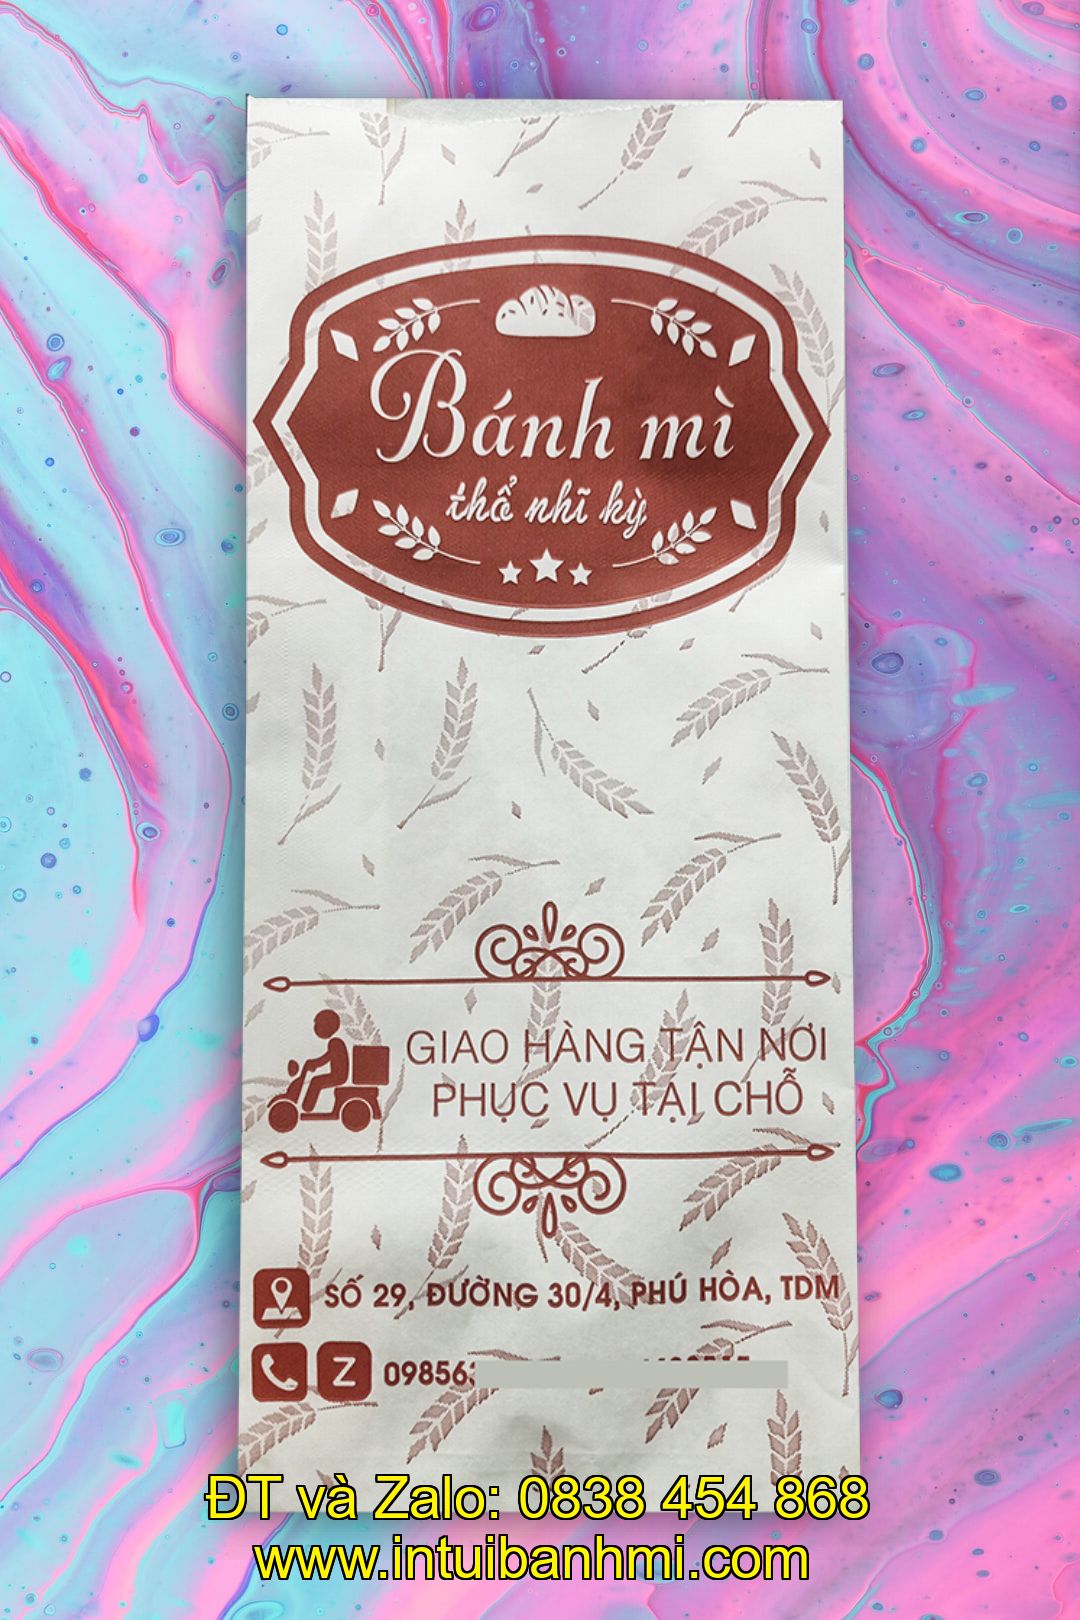 Bánh mì
thổ nhĩ kỳ
GIAO HÀNG TẬN NƠI
PHỤC VỤ TẠI CHỖ
SỐ 29, ĐƯỜNG 30/4, PHÚ HÒA, TDM
Z
ĐT và Zalo: 0838 454 868
www.intuibanhmi.com